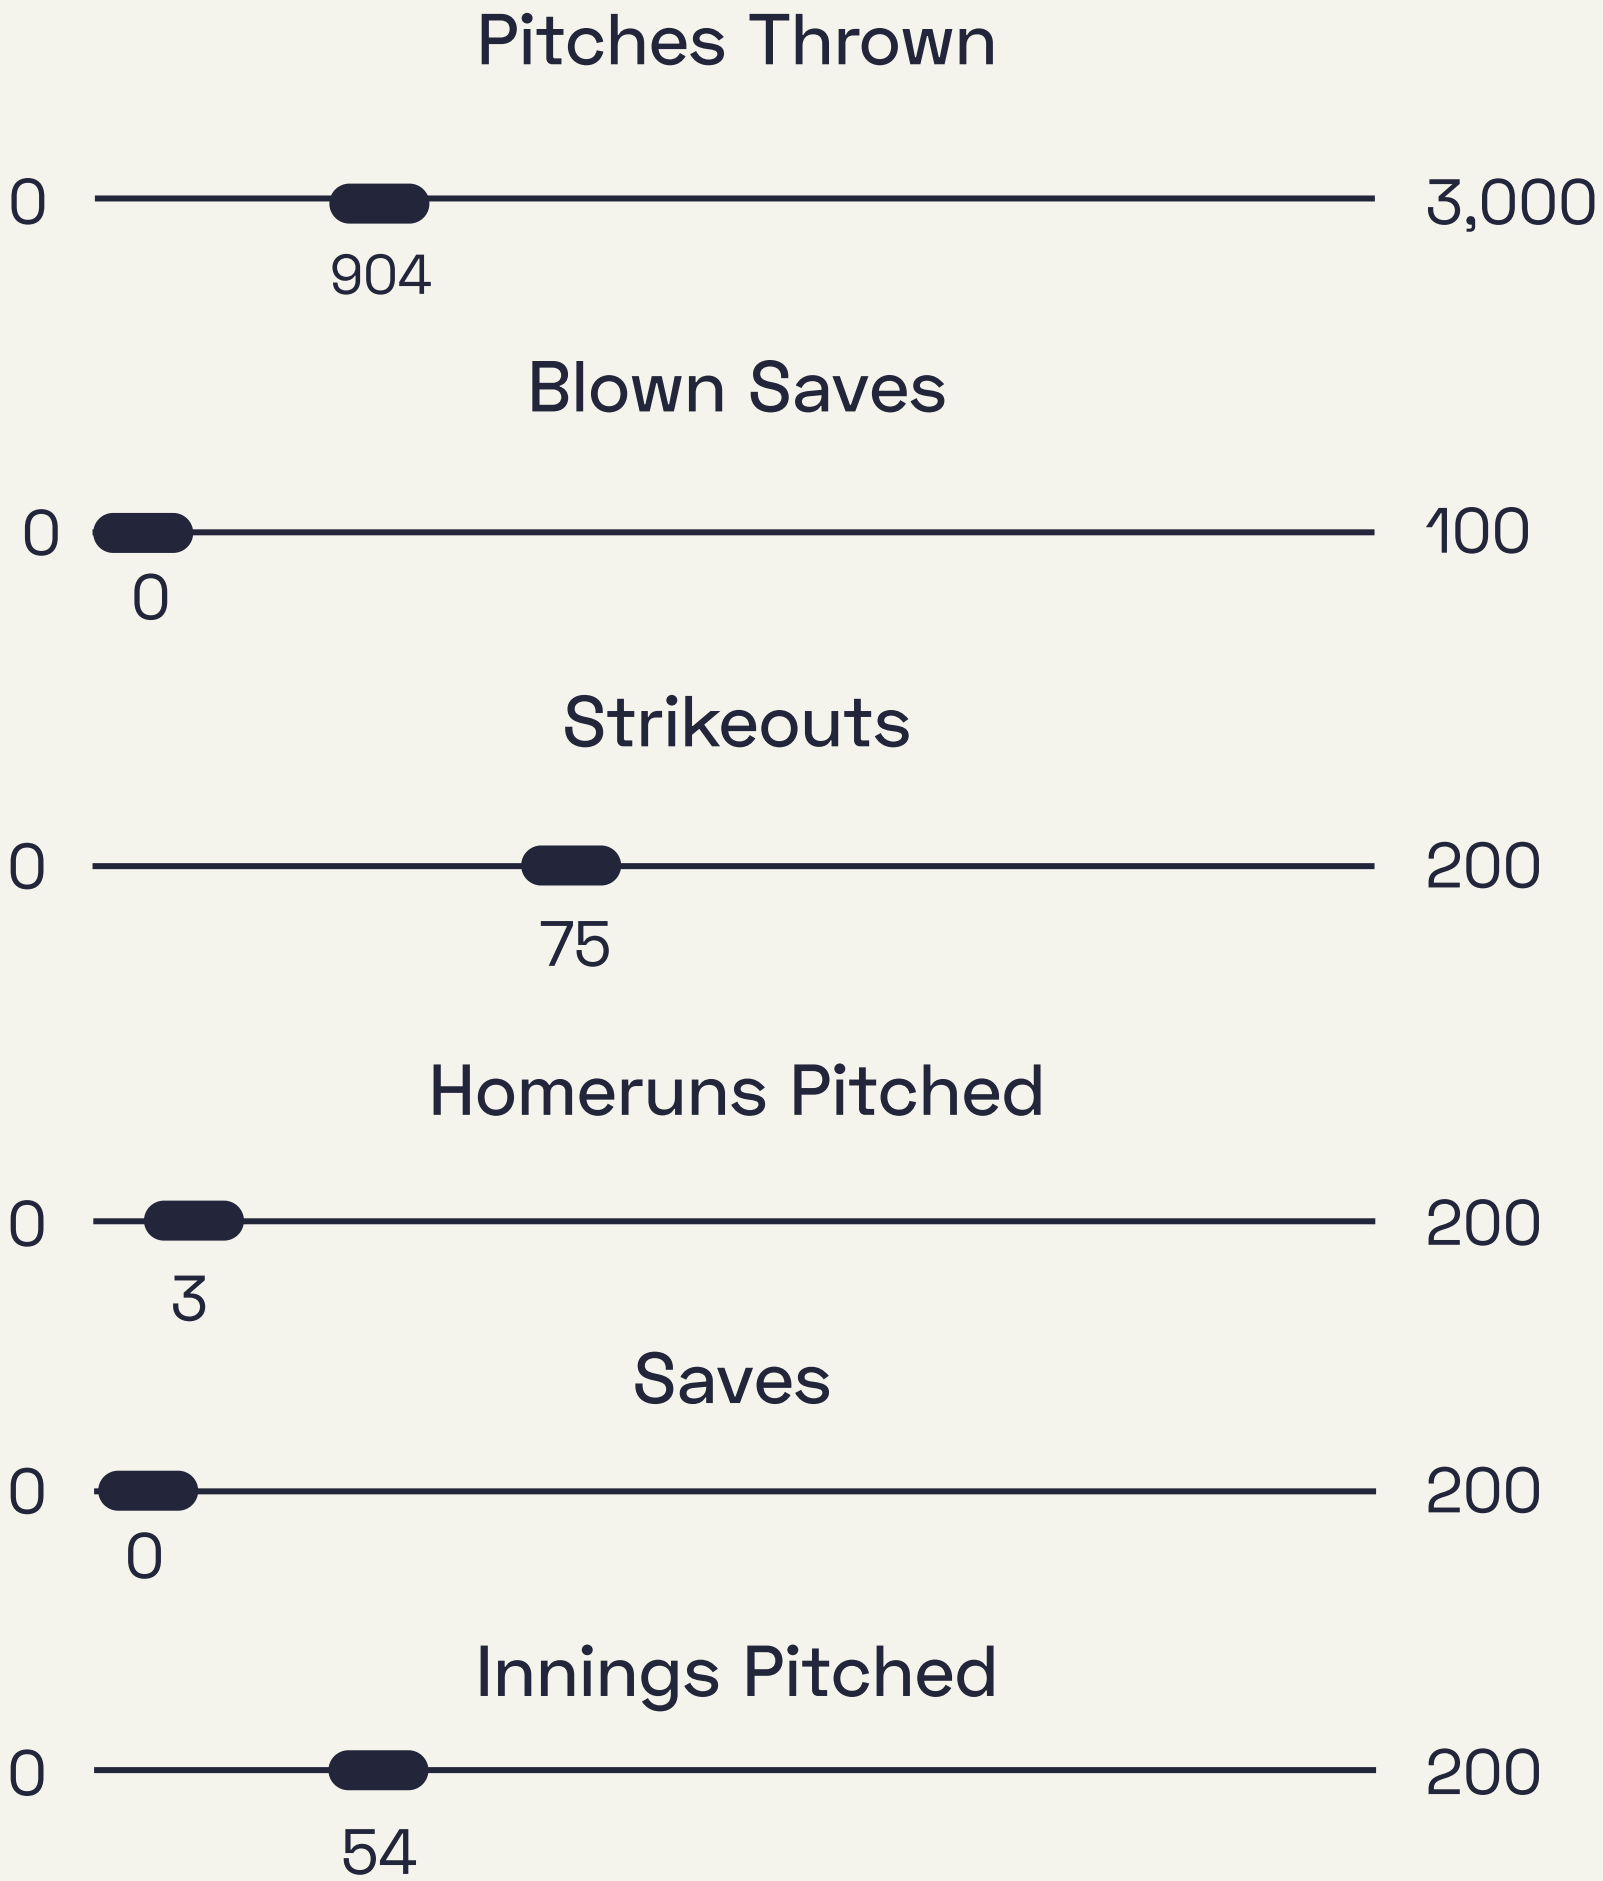 Pitches Thrown
0 3,000
904
Blown Saves
0 100
0
Strikeouts
0 200
75
Homeruns Pitched
0 200
3
Saves
0 200
0
Innings Pitched
0 200
54